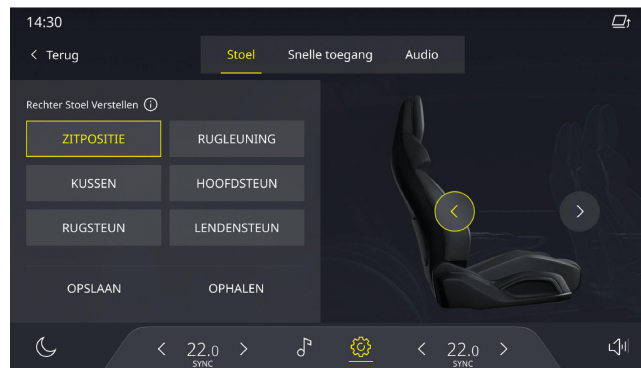 14:30
Terug
Stoel Snelle toegang Audio
Rechter Stoel Verstellen
ZITPOSITIE RUGLEUNING
KUSSEN HOOFDSTEUN
RUGSTEUN LENDENSTEUN
OPSLAAN OPHALEN
22.0 22.0
SYNC SYNC